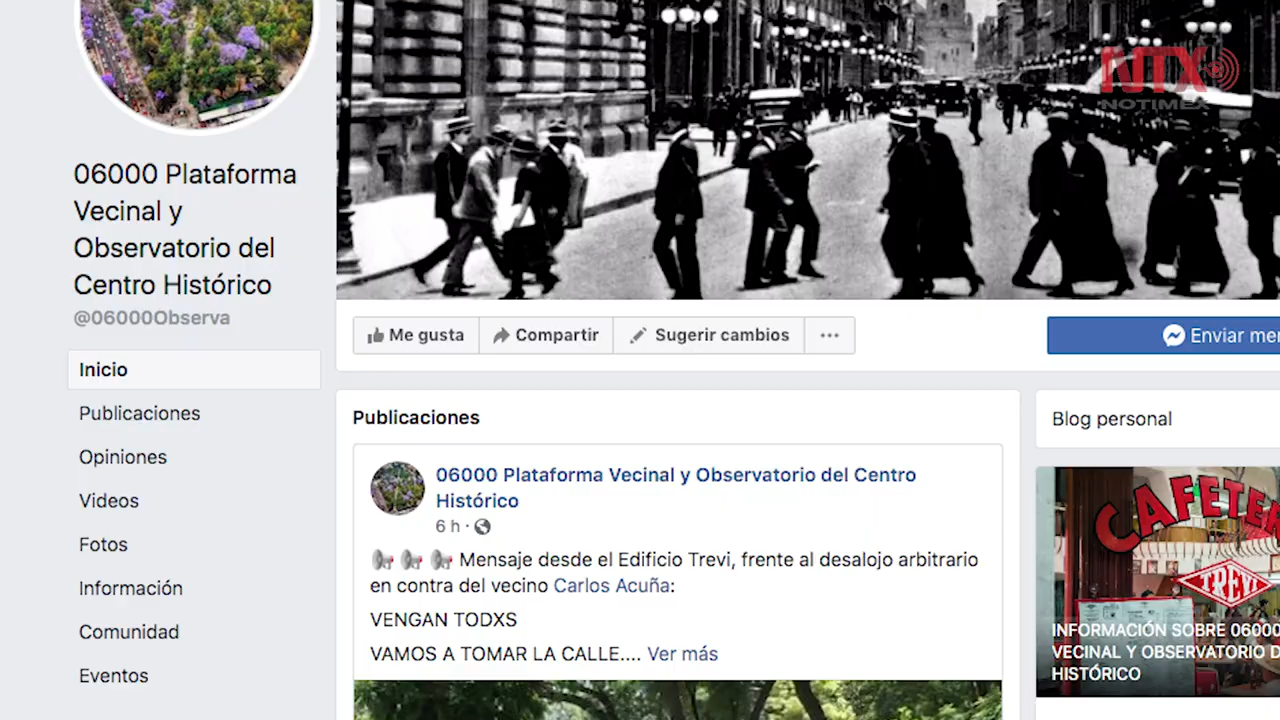 NTX
NOTIMEX
06000 Plataforma
Vecinal y
Observatorio del
Centro Histórico
@06000Observa
Inicio
Publicaciones
Opiniones
Videos
Fotos
Información
Comunidad
Eventos
Me gusta
Compartir
Sugerir cambios
Enviar mer
Publicaciones
06000 Plataforma Vecinal y Observatorio del Centro
Histórico
6 h ·
Mensaje desde el Edificio Trevi, frente al desalojo arbitrario
en contra del vecino Carlos Acuña:
VENGAN TODXS
VAMOS A TOMAR LA CALLE.... Ver más
Blog personal
CAFETER
TREVI
INFORMACIÓN SOBRE 06000
VECINAL Y OBSERVATORIO D
HISTÓRICO